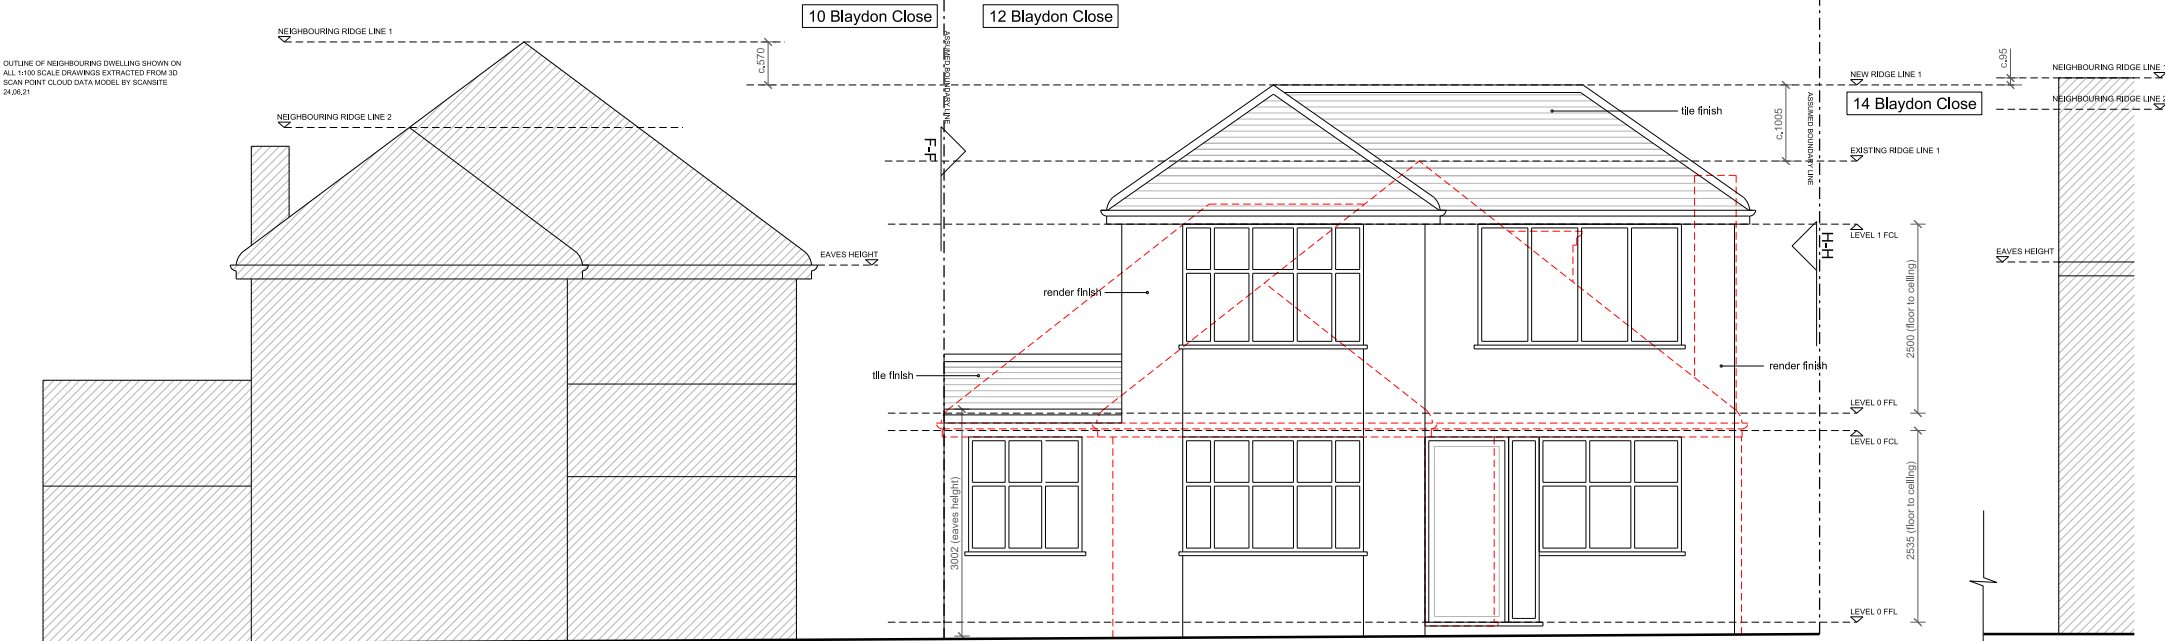 10 Blaydon Close
12 Blaydon Close
NEIGHBOURING RIDGE LINE 1
OUTLINE OF NEIGHBOURING DWELLING SHOWN ON
ALL 1:100 SCALE DRAWINGS EXTRACTED FROM 3D
SCAN POINT CLOUD DATA MODEL BY SCANSITE
24.06.21
c.570
ASSUMED BOUNDARY LINE
NEIGHBOURING RIDGE LINE 2
F-F
EAVES HEIGHT
tile finish
render finish
tile finish
render finish
3002 (eaves height)
c.1005
ASSUMED BOUNDARY LINE
H-H
NEW RIDGE LINE 1
14 Blaydon Close
EXISTING RIDGE LINE 1
LEVEL 1 FCL
2500 (floor to ceiling)
LEVEL 0 FFL
LEVEL 0 FCL
2535 (floor to ceiling)
LEVEL 0 FFL
c.95
NEIGHBOURING RIDGE LINE 1
NEIGHBOURING RIDGE LINE 2
EAVES HEIGHT